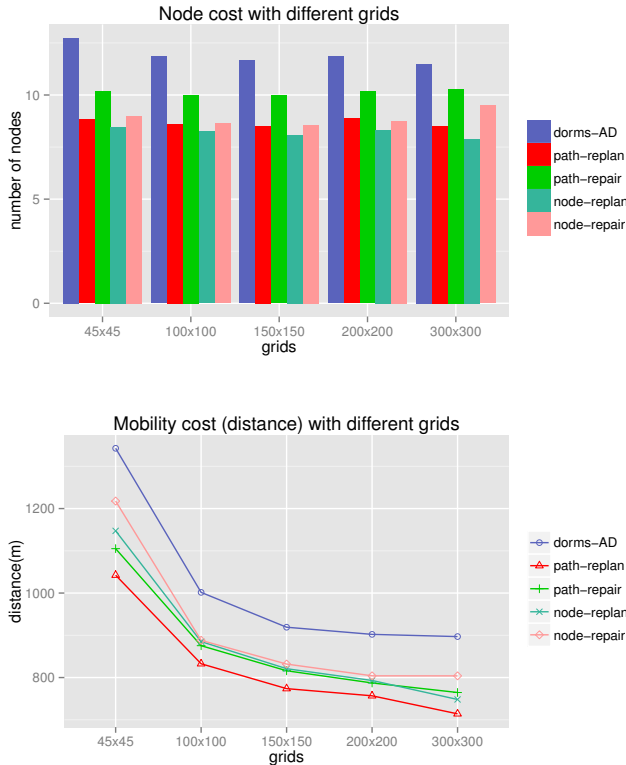 Node cost with different grids
number of nodes
10
5
0
45x45 100x100 150x150 200x200 300x300
grids
dorms-AD
path-replan
path-repair
node-replan
node-repair
Mobility cost (distance) with different grids
distance(m)
1200
1000
800
45x45 100x100 150x150 200x200 300x300
grids
dorms-AD
path-replan
path-repair
node-replan
node-repair